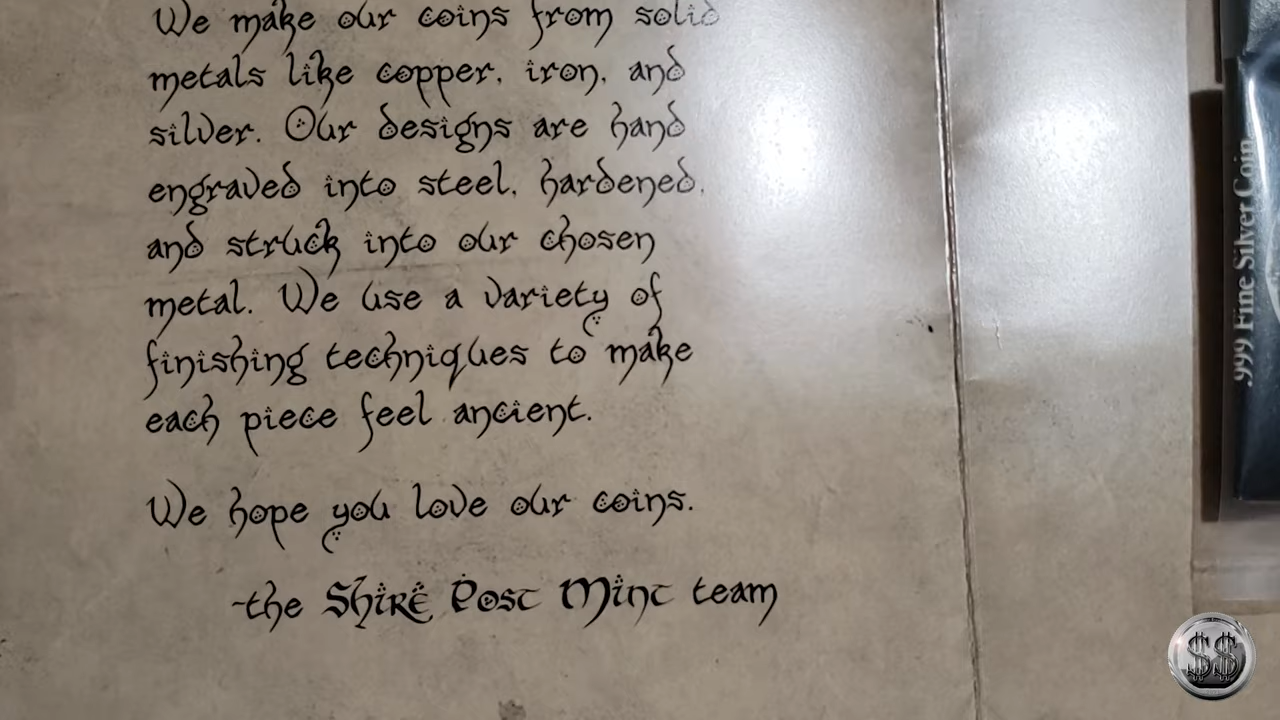 We make our coins from solid
metals like copper, iron, and
silver. Our designs are hand
engraved into steel, hardened,
and struck into our chosen
metal. We use a variety of
finishing techniques to make
each piece feel ancient.
We hope you love our coins.
~the Shire Post Mint team
.999 Fine Silver Coin
$$